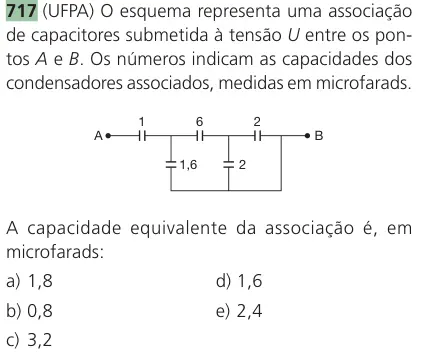 717 (UFPA) O esquema representa uma associação
de capacitores submetida à tensão U entre os pon-
tos A e B. Os números indicam as capacidades dos
condensadores associados, medidas em microfarads.
1 6 2
A B
1,6 2
A capacidade equivalente da associação é, em
microfarads:
a) 1,8 d) 1,6
b) 0,8 e) 2,4
c) 3,2